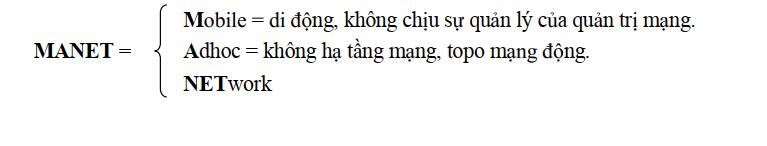 Mobile = di động, không chịu sự quản lý của quản trị mạng.
MANET = Adhoc = không hạ tầng mạng, topo mạng động.
NETwork